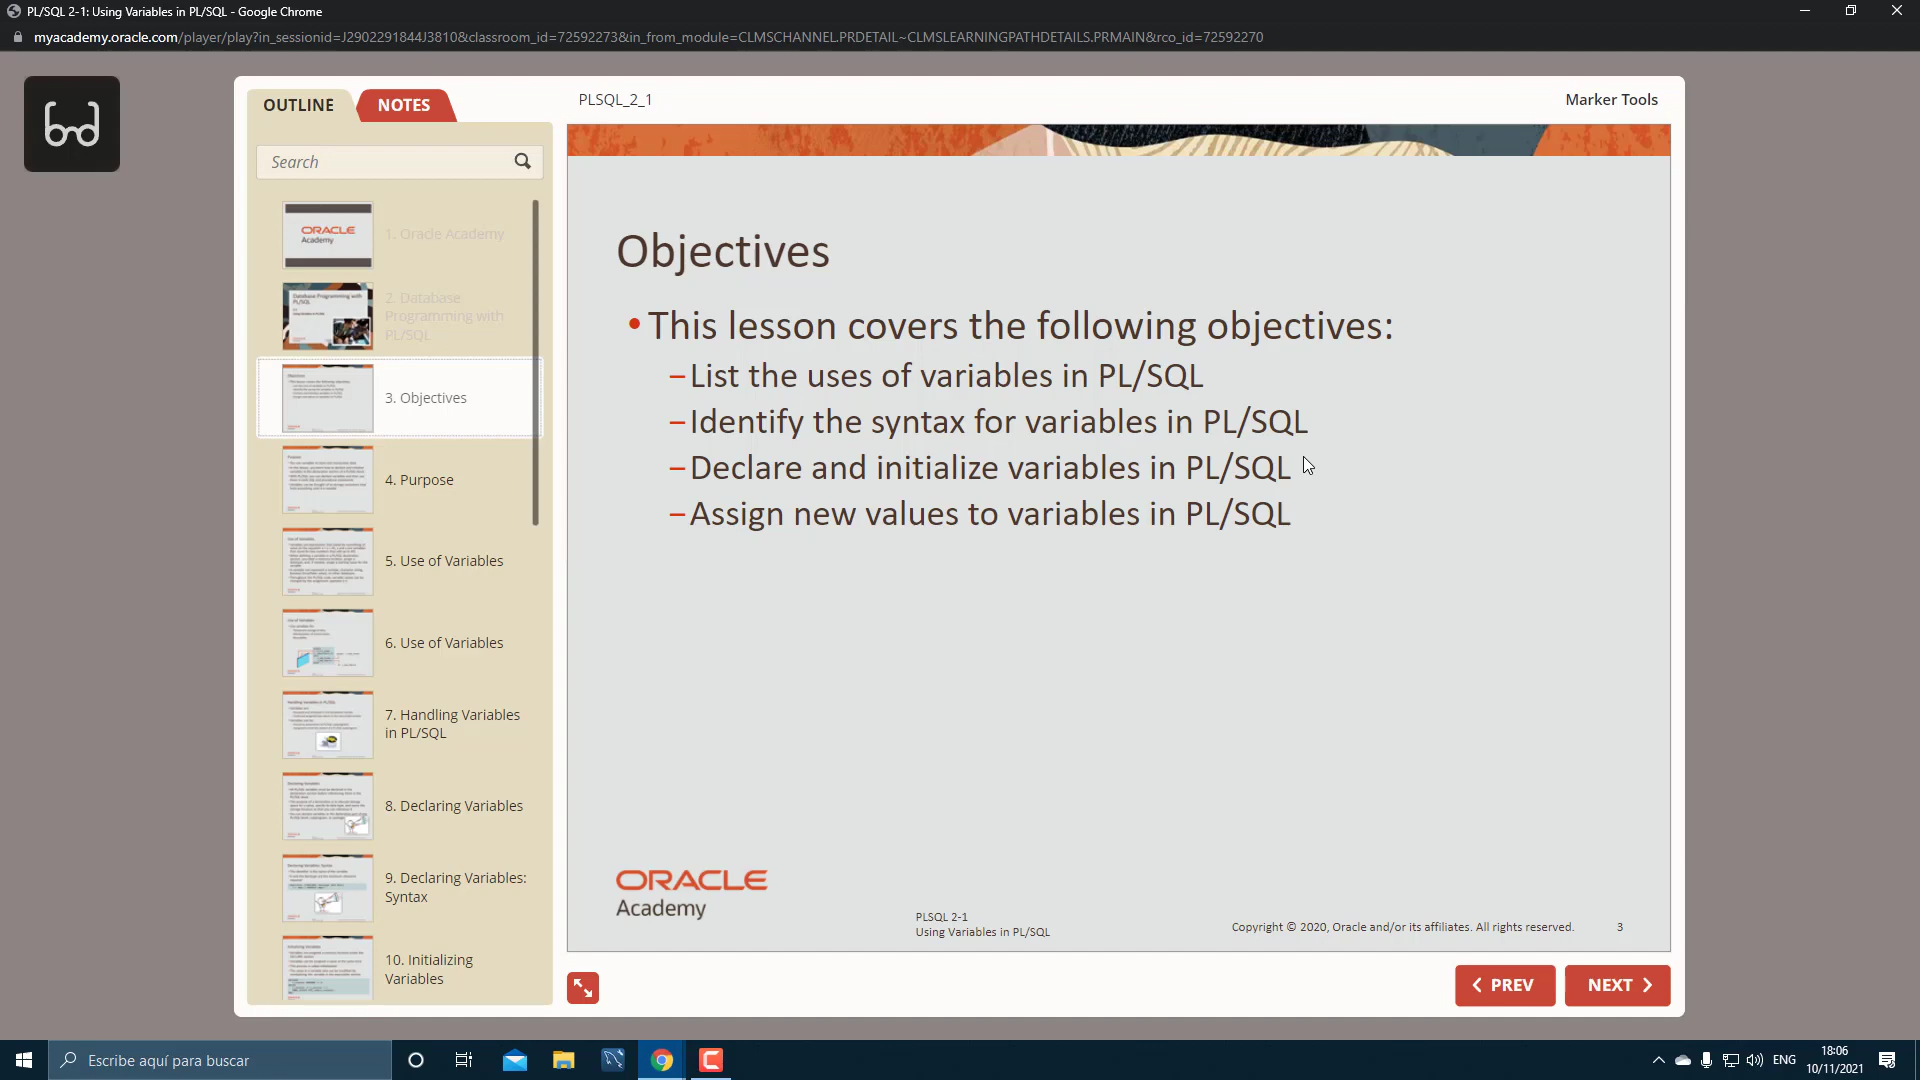 PL/SQL 2-1: Using Variables in PL/SQL - Google Chrome
myacademy.oracle.com/player/play?in_sessionid=J2902291844J3810&classroom_id=72592273&in_from_module=CLMSCHANNEL.PRDETAIL~CLMSLEARNINGPATHDETAILS.PRMAIN&rco_id=72592270
OUTLINE
NOTES
PLSQL_2_1
Marker Tools
Search
ORACLE
Academy
1. Oracle Academy
Database Programming with
PL/SQL
2. Database
Programming with
PL/SQL
3. Objectives
4. Purpose
5. Use of Variables
6. Use of Variables
7. Handling Variables
in PL/SQL
8. Declaring Variables
9. Declaring Variables:
Syntax
10. Initializing
Variables
Objectives
• This lesson covers the following objectives:
–List the uses of variables in PL/SQL
–Identify the syntax for variables in PL/SQL
–Declare and initialize variables in PL/SQL
–Assign new values to variables in PL/SQL
ORACLE
Academy
PLSQL 2-1
Using Variables in PL/SQL
Copyright © 2020, Oracle and/or its affiliates. All rights reserved.
3
PREV
NEXT
Escribe aquí para buscar
ENG
18:06
10/11/2021